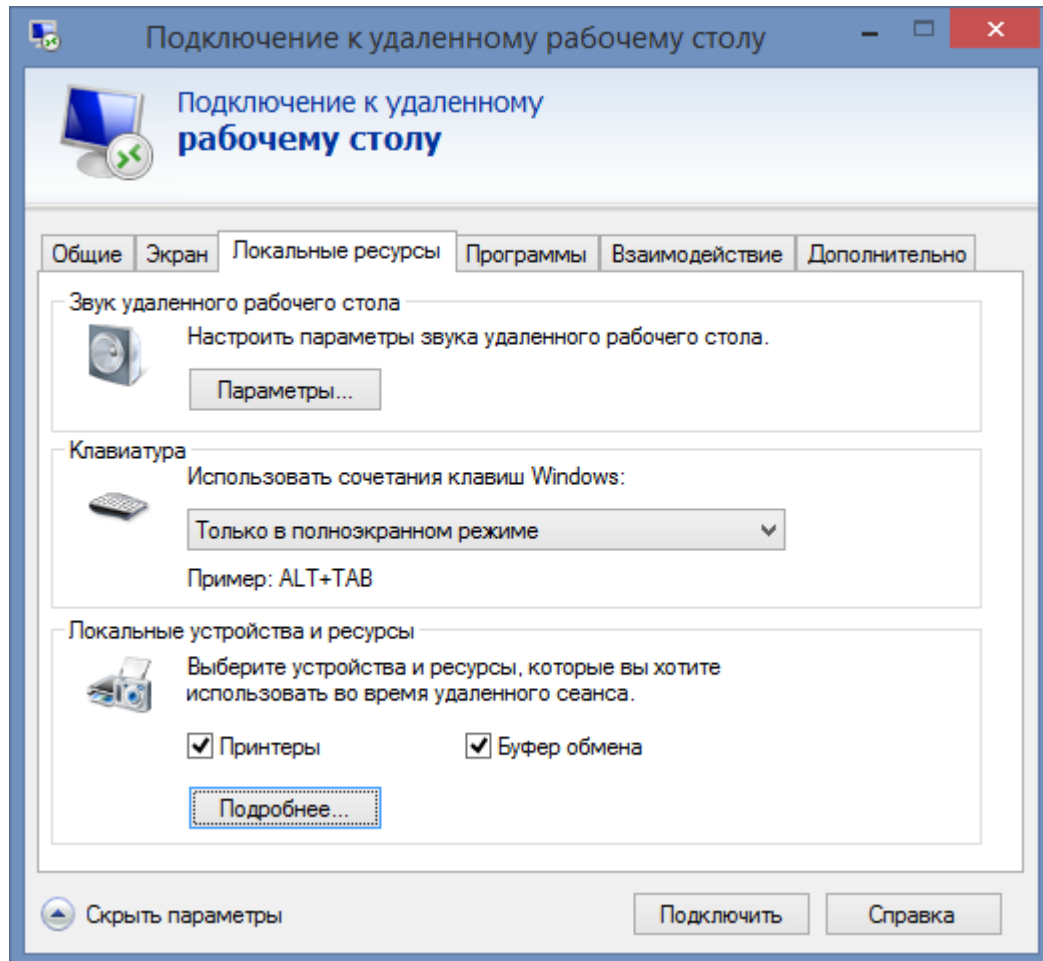 Подключение к удаленному рабочему столу
Подключение к удаленному
рабочему столу
Общие Экран Локальные ресурсы Программы Взаимодействие Дополнительно
Звук удаленного рабочего стола
Настроить параметры звука удаленного рабочего стола.
Параметры...
Клавиатура
Использовать сочетания клавиш Windows:
Только в полноэкранном режиме
Пример: ALT+TAB
Локальные устройства и ресурсы
Выберите устройства и ресурсы, которые вы хотите
использовать во время удаленного сеанса.
Принтеры Буфер обмена
Подробнее...
Скрыть параметры Подключить Справка